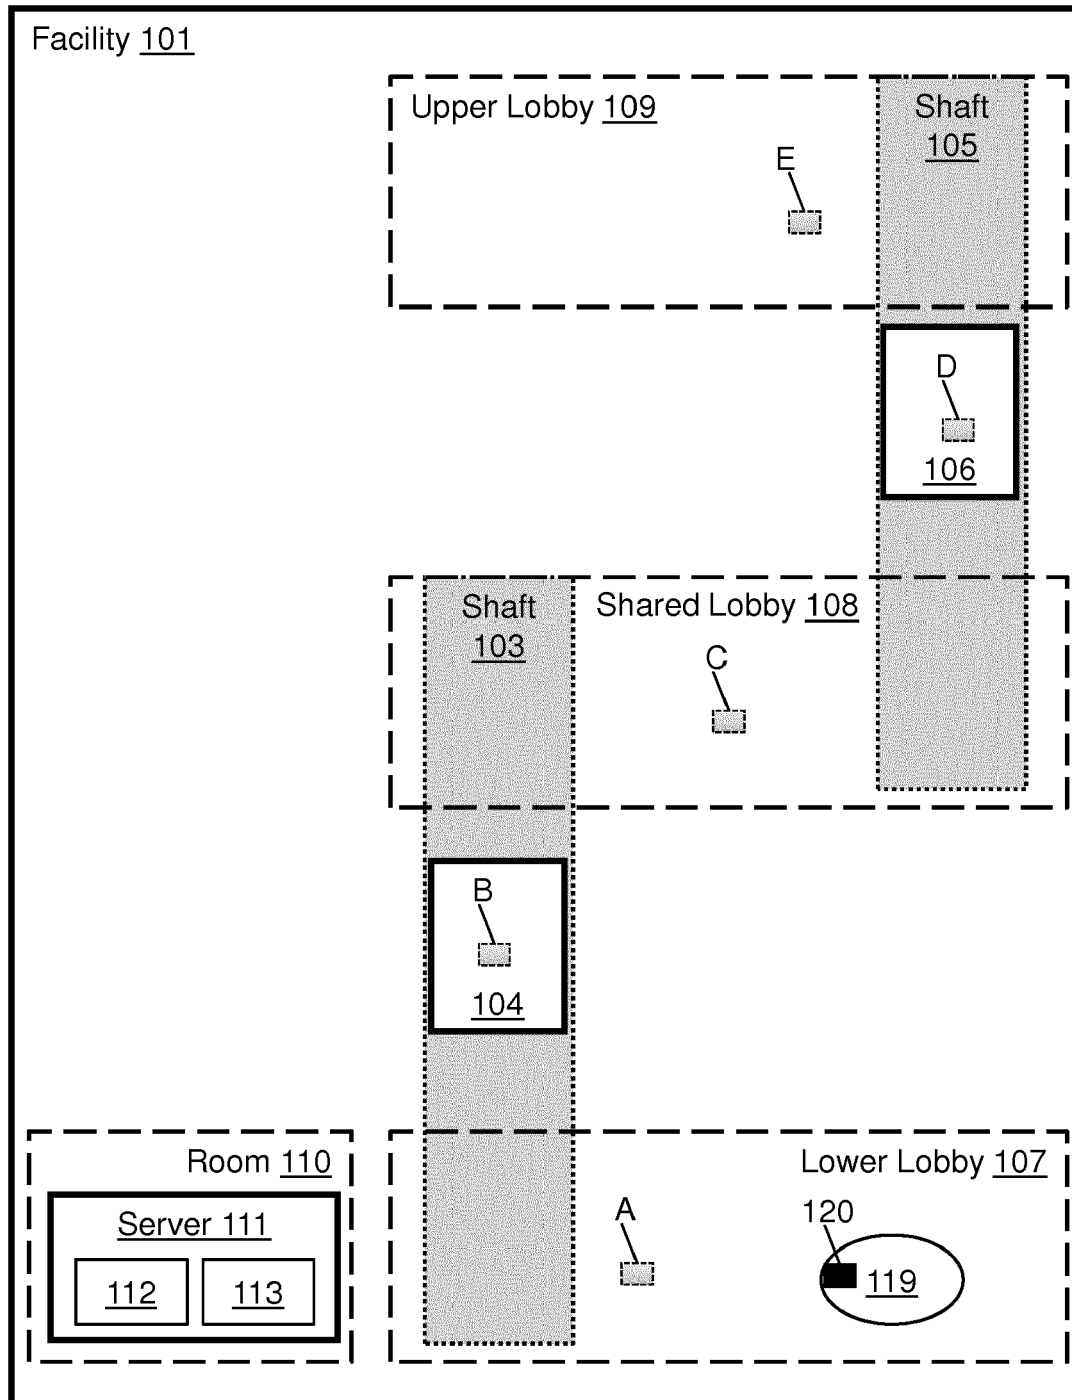 Facility 101
Upper Lobby 109
Shaft
105
E
D
106
Shaft
103
Shared Lobby 108
C
B
104
Room 110
Server 111
112 113
Lower Lobby 107
A
120
119